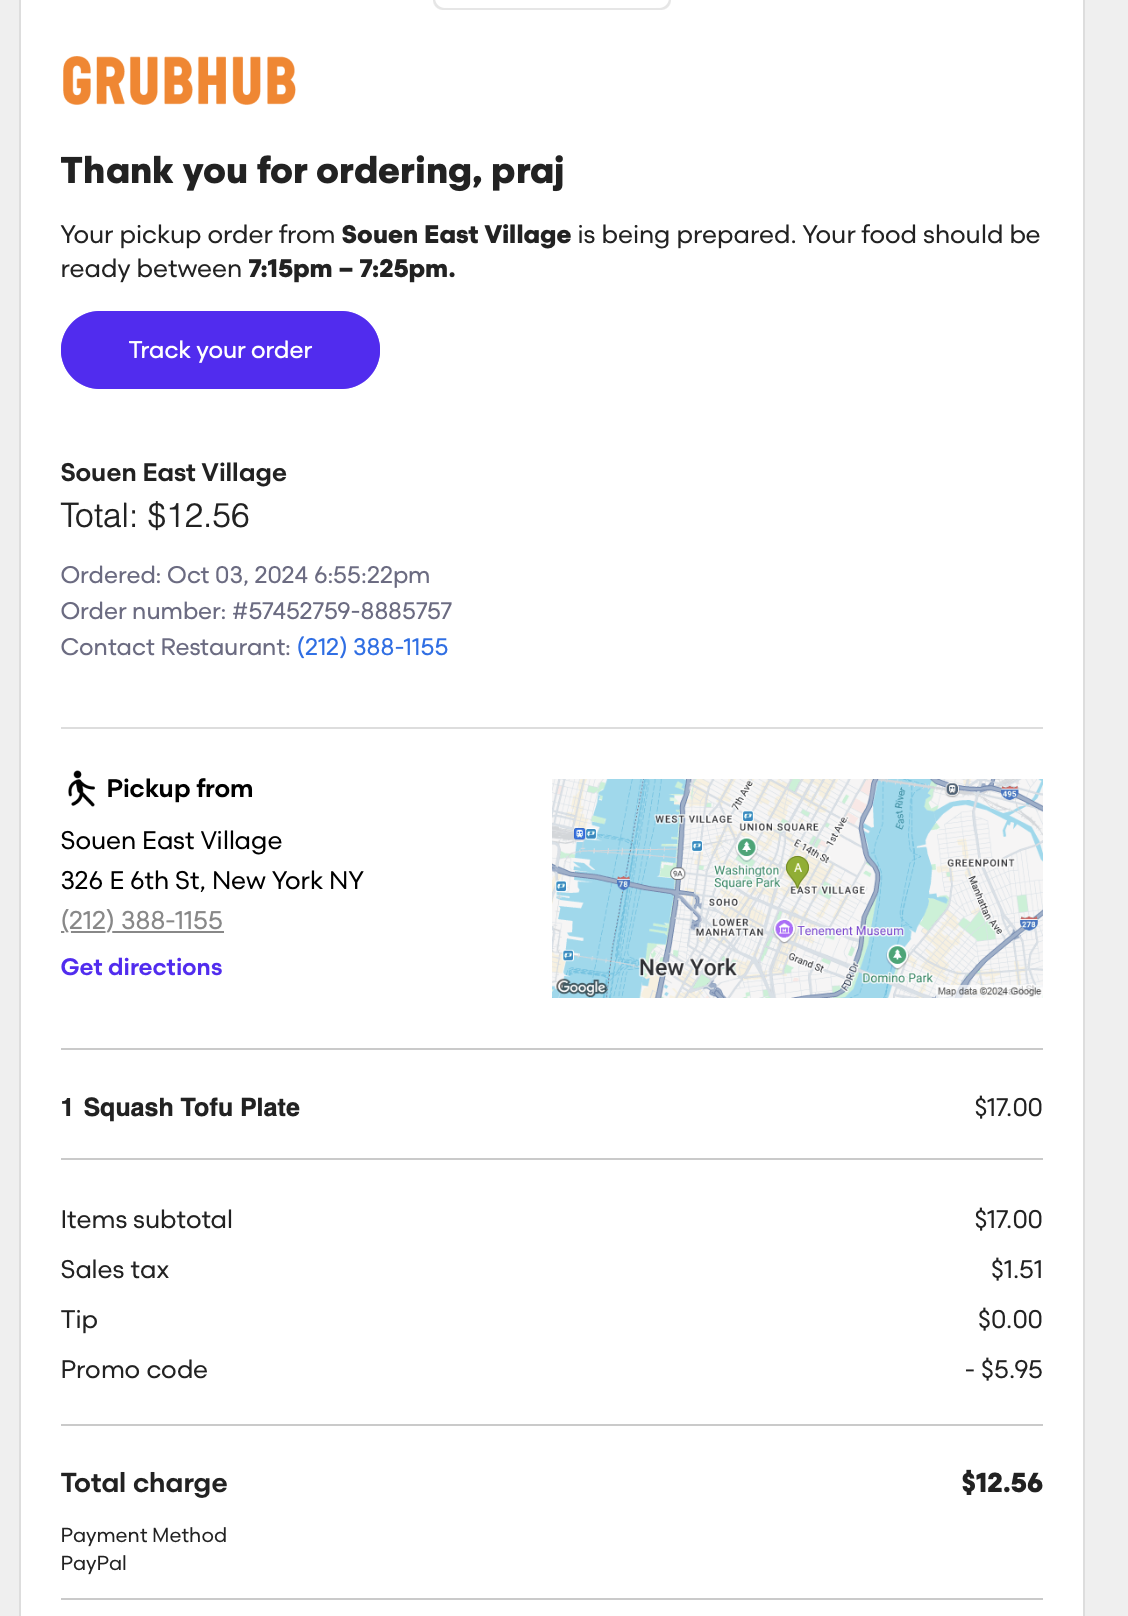 GRUBHUB
Thank you for ordering, praj
Your pickup order from Souen East Village is being prepared. Your food should be
ready between 7:15pm – 7:25pm.
Track your order
Souen East Village
Total: $12.56
Ordered: Oct 03, 2024 6:55:22pm
Order number: #57452759-8885757
Contact Restaurant: (212) 388-1155
Pickup from
Souen East Village
326 E 6th St, New York NY
(212) 388-1155
Get directions
7th Ave
495
East River
WEST VILLAGE
UNION SQUARE
1st Ave
E 14th St
GREENPOINT
9A
Washington
Square Park
A
78
EAST VILLAGE
Manhattan Ave
SOHO
LOWER
MANHATTAN
Tenement Museum
278
Grand St
New York
FDR Dr
Domino Park
Google
Map data ©2024 Google
1 Squash Tofu Plate $17.00
Items subtotal $17.00
Sales tax $1.51
Tip $0.00
Promo code - $5.95
Total charge $12.56
Payment Method
PayPal